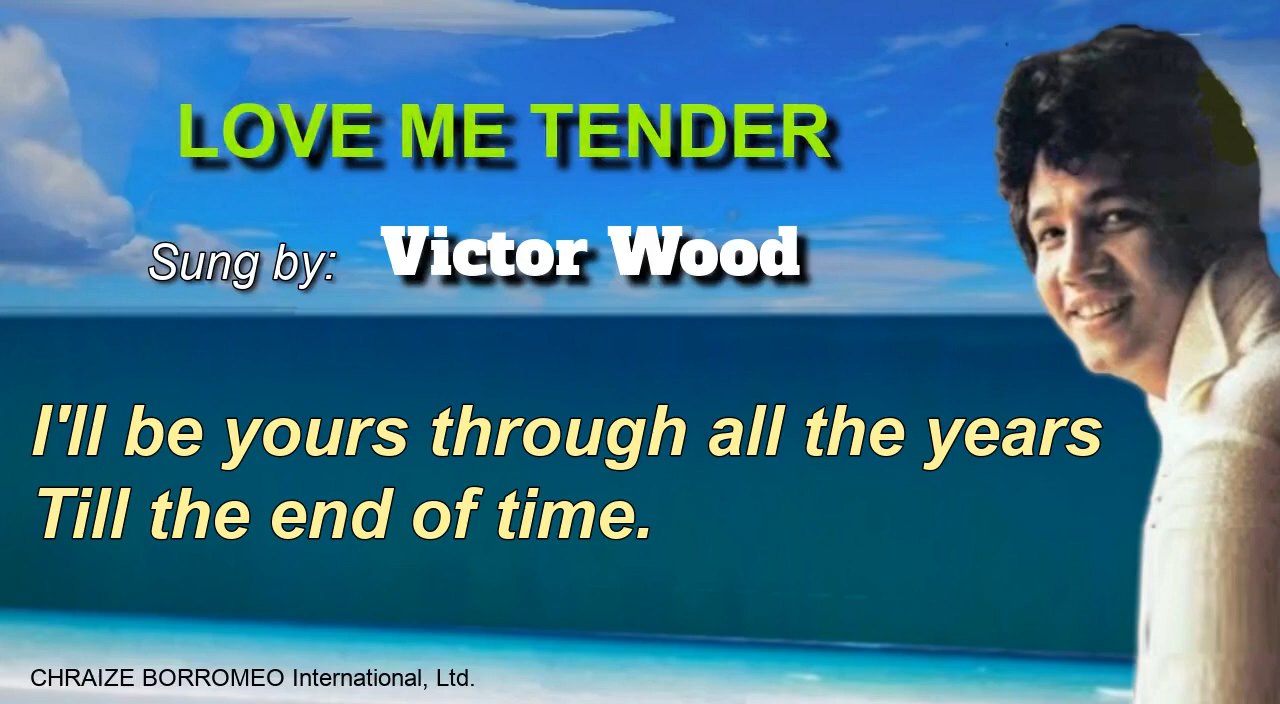 LOVE ME TENDER
Sung by: Victor Wood
I'll be yours through all the years
Till the end of time.
CHRAIZE BORROMEO International, Ltd.